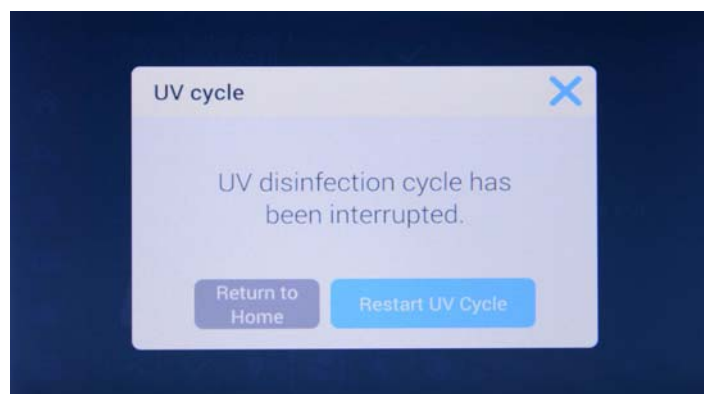 UV cycle
UV disinfection cycle has
been interrupted.
Return to
Home
Restart UV Cycle